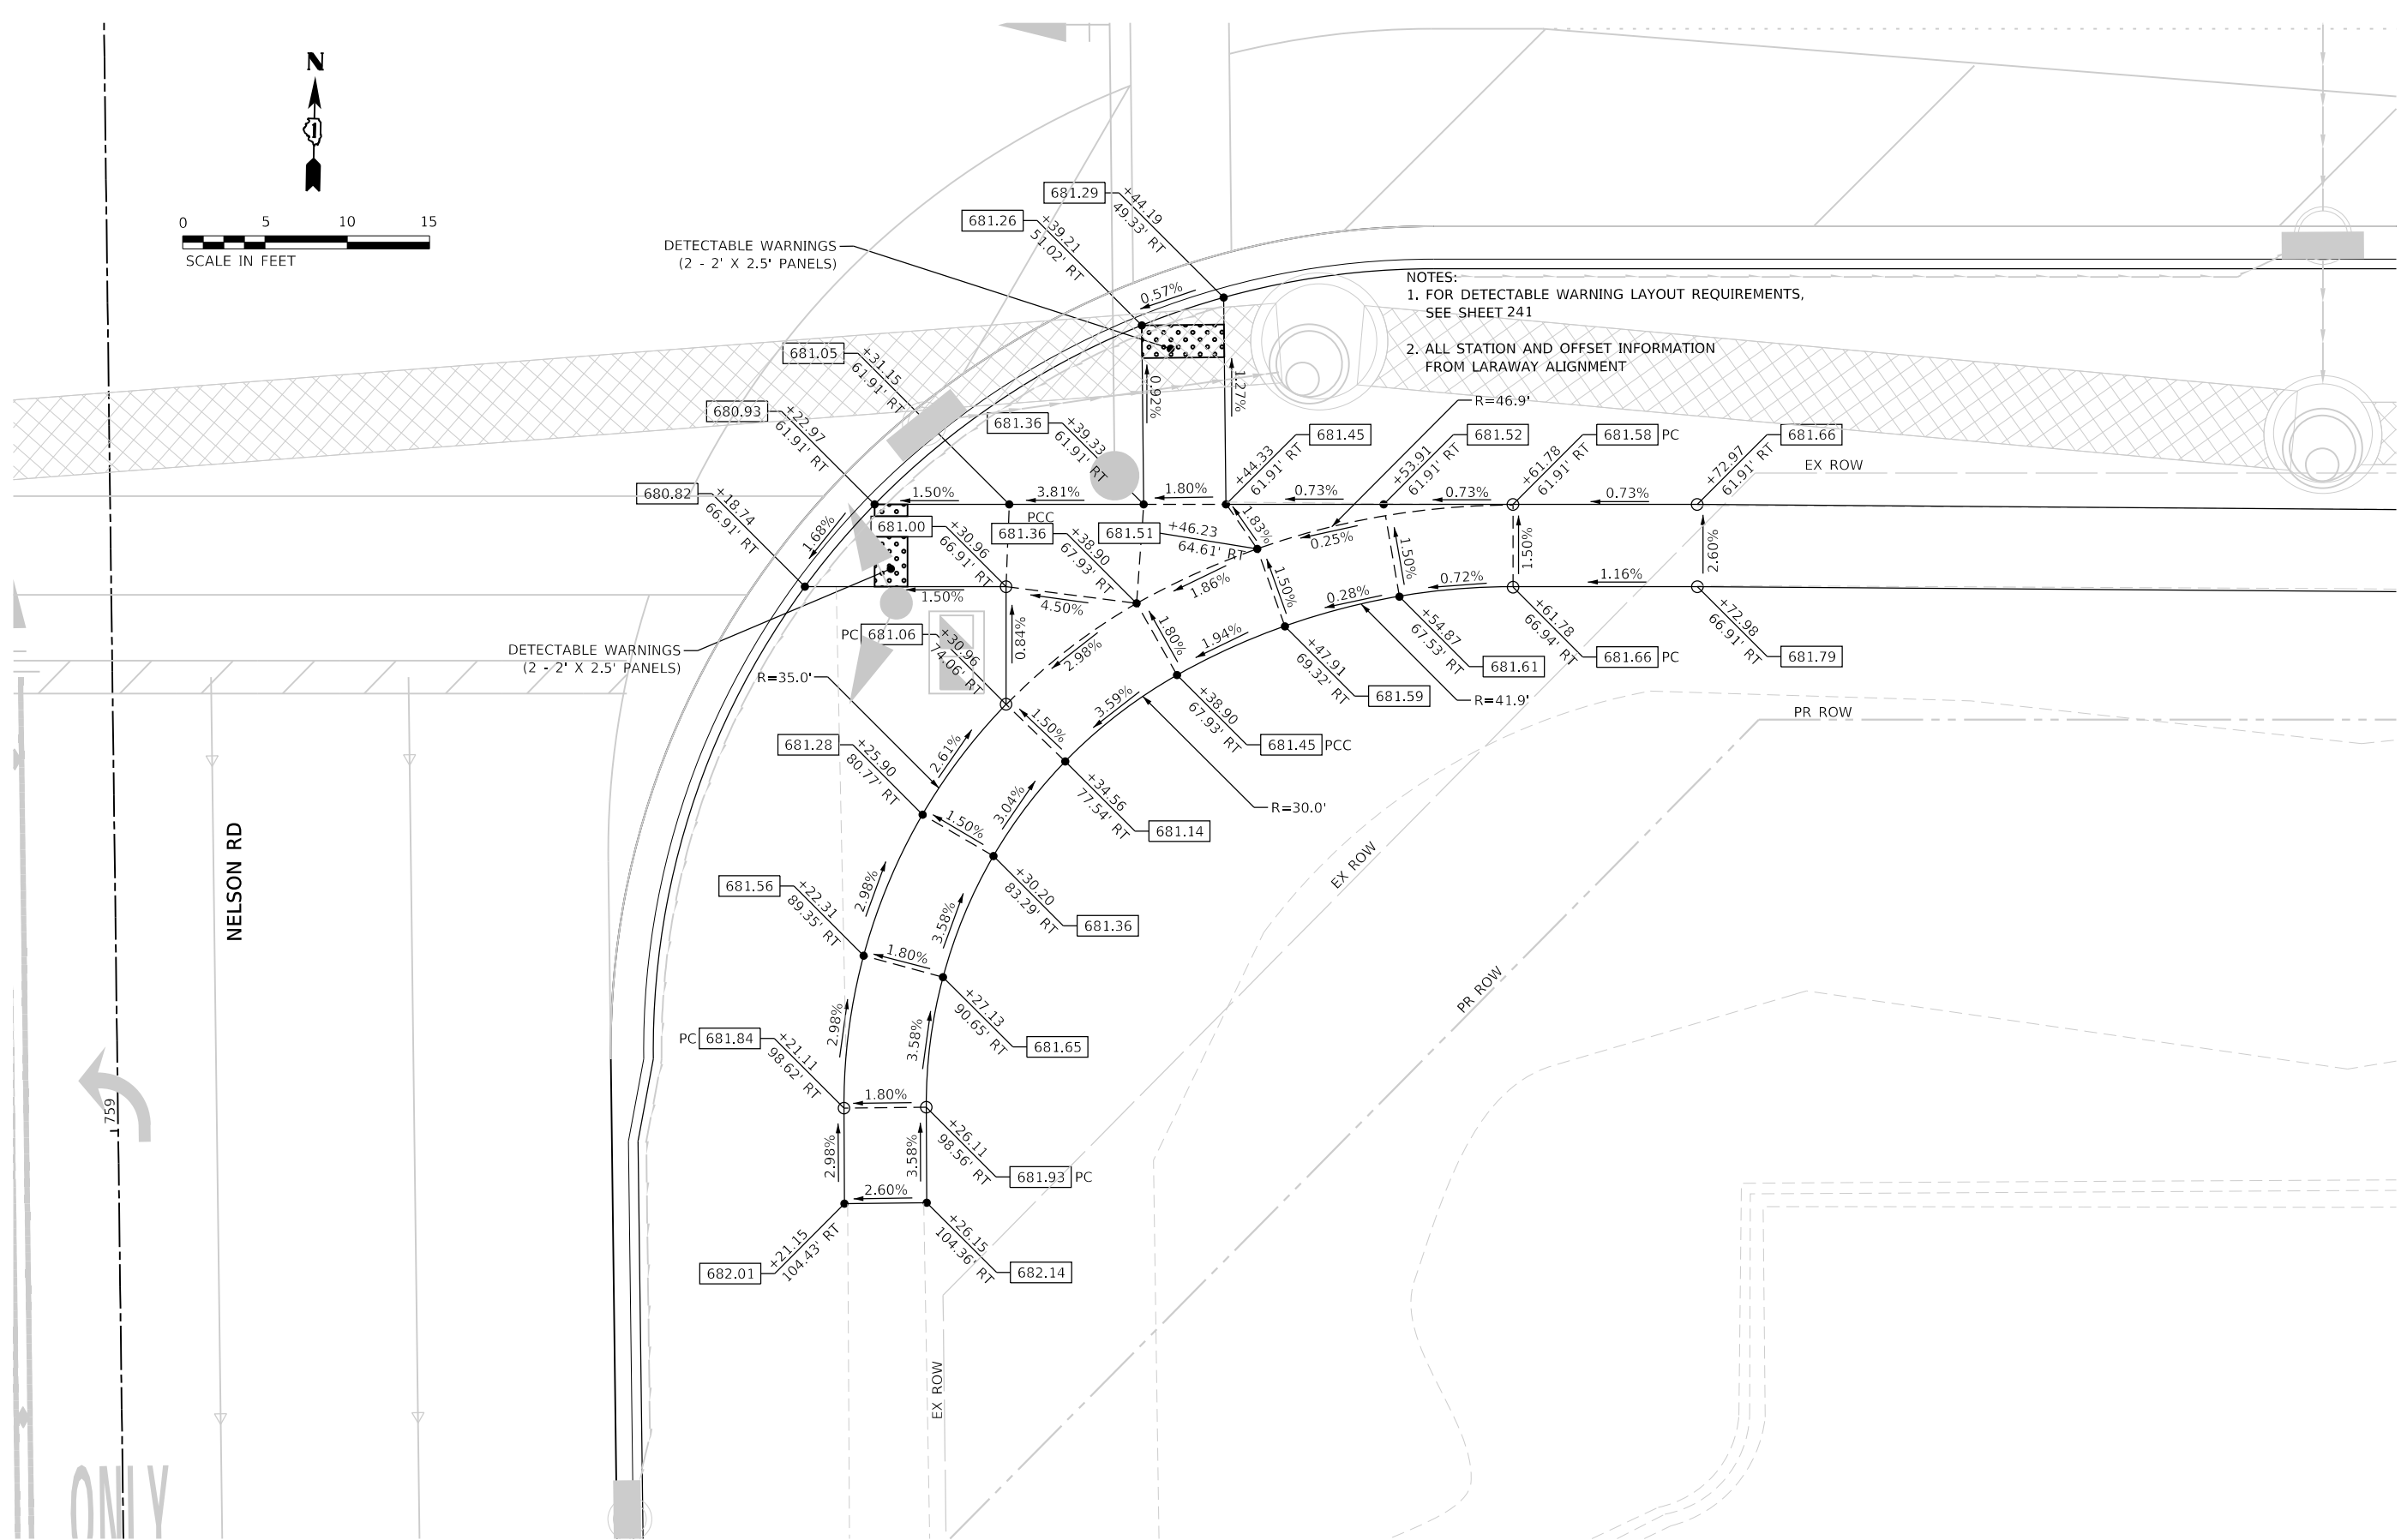 N
1
0 5 10 15
SCALE IN FEET
681.29
+44.19
49.33' RT
681.26
+39.21
51.02' RT
DETECTABLE WARNINGS
(2 - 2' X 2.5' PANELS)
0.57%
NOTES:
1. FOR DETECTABLE WARNING LAYOUT REQUIREMENTS,
SEE SHEET 241
2. ALL STATION AND OFFSET INFORMATION
FROM LARAWAY ALIGNMENT
681.05
+31.15
61.91' RT
680.93
+22.97
61.91' RT
681.36
+39.33
61.91' RT
0.92%
1.27%
R=46.9'
681.45
+44.33
61.91' RT
681.52
+53.91
61.91' RT
681.58 PC
+61.78
61.91' RT
681.66
+72.97
61.91' RT
EX ROW
680.82
+18.74
66.91' RT
1.50%
3.81%
1.80%
0.73%
0.73%
0.73%
1.68%
681.00
+30.96
66.91' RT
PCC
681.36
+38.90
67.93' RT
681.51
+46.23
64.61' RT
1.83%
0.25%
1.50%
1.50%
2.60%
1.50%
4.50%
1.86%
1.50%
0.28%
0.72%
1.16%
PC 681.06
+30.96
74.06' RT
0.84%
2.98%
1.80%
1.94%
+47.91
69.32' RT
681.59
+54.87
67.53' RT
681.61
+61.78
66.94' RT
681.66 PC
+72.98
66.91' RT
681.79
DETECTABLE WARNINGS
(2 - 2' X 2.5' PANELS)
R=35.0'
R=41.9'
PR ROW
681.28
+25.90
80.77' RT
2.61%
1.50%
3.59%
+38.90
67.93' RT
681.45 PCC
R=30.0'
3.04%
+34.56
77.54' RT
681.14
1.50%
681.56
+22.31
89.35' RT
2.98%
+30.20
83.29' RT
681.36
EX ROW
NELSON RD
3.58%
1.80%
PC 681.84
+21.11
98.62' RT
2.98%
3.58%
+27.13
90.65' RT
681.65
PR ROW
759
1.80%
2.98%
3.58%
+26.11
98.56' RT
681.93 PC
2.60%
682.01
+21.15
104.43' RT
+26.15
104.36' RT
682.14
EX ROW
ONLY